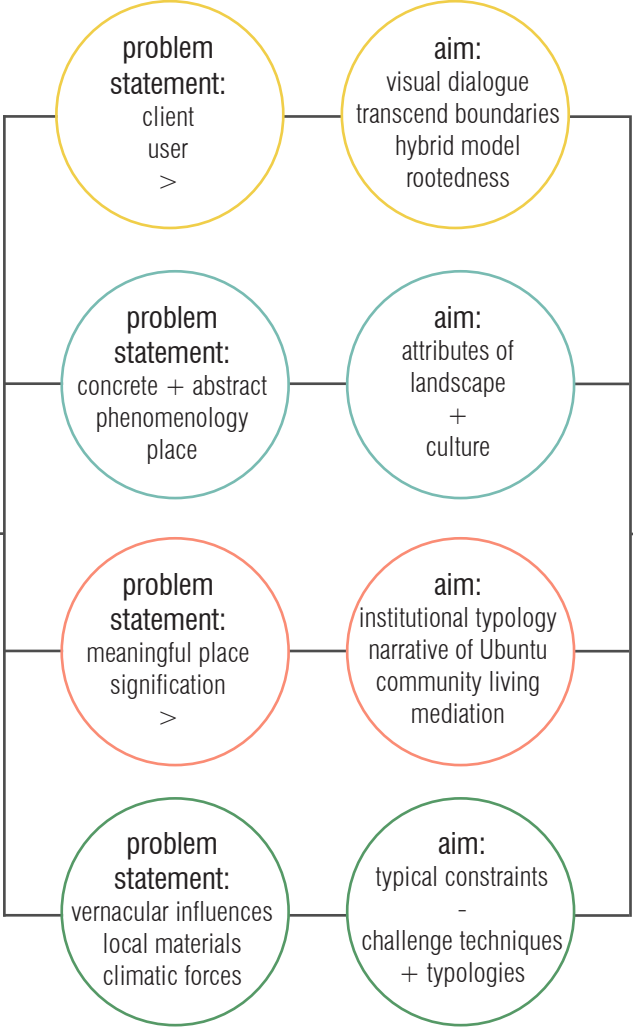 problem
statement:
client
user
>
aim:
visual dialogue
transcend boundaries
hybrid model
rootedness
problem
statement:
concrete + abstract
phenomenology
place
aim:
attributes of
landscape
+
culture
problem
statement:
meaningful place
signification
>
aim:
institutional typology
narrative of Ubuntu
community living
mediation
problem
statement:
vernacular influences
local materials
climatic forces
aim:
typical constraints
-
challenge techniques
+ typologies